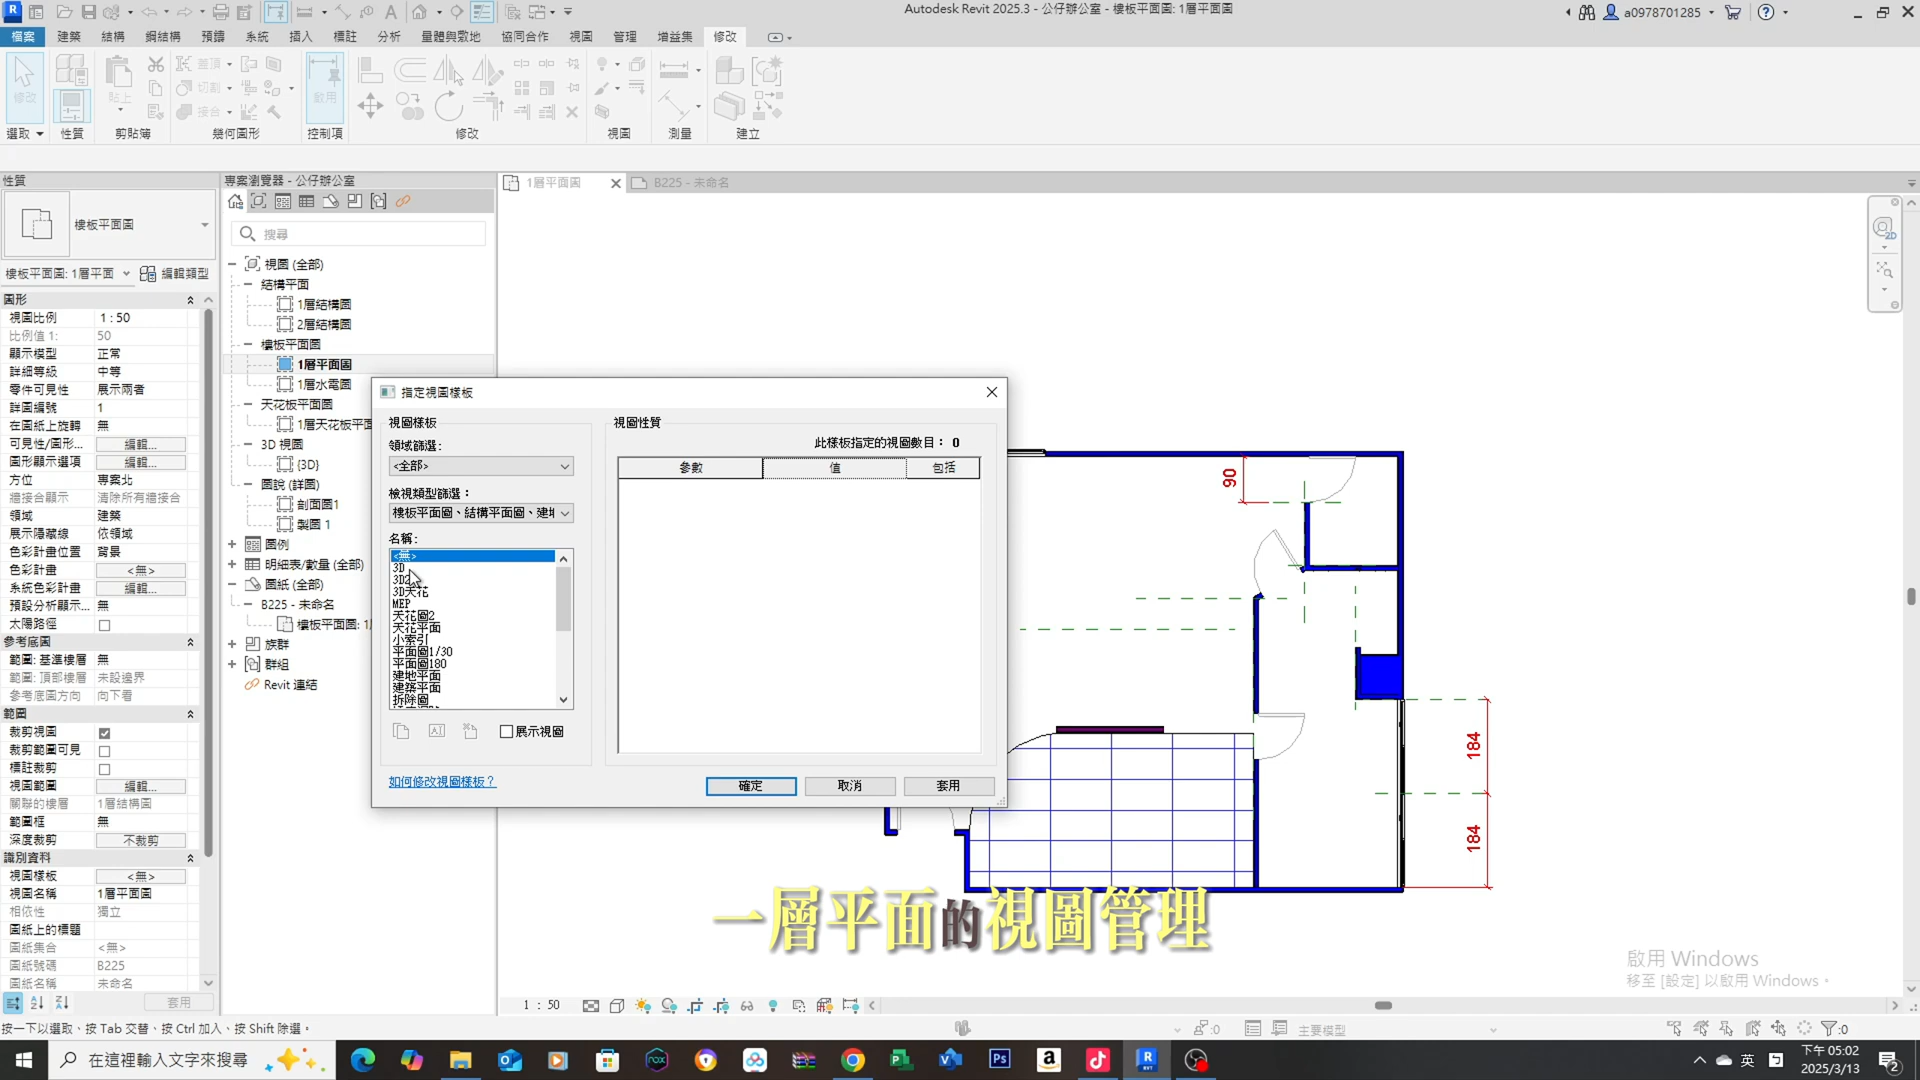 Autodesk Revit 2025.3 - 公仔辦公室 - 樓板平面圖: 1層平面圖
a0978701285
檔案 建築 結構 鋼結構 預鑄 系統 插入 標註 分析 量體與敷地 協同合作 視圖 管理 增益集 修改
修改
貼上
蓋頂
切割
接合
啟用
選取 性質 剪貼簿 幾何圖形 控制項 修改 視圖 測量 建立
性質
樓板平面圖
樓板平面圖: 1層平面 編輯類型
圖形
視圖比例 1 : 50
比例值 1: 50
顯示模型 正常
詳細等級 中等
零件可見性 展示兩者
詳圖編號 1
在圖紙上旋轉 無
可見性/圖形... 編輯...
圖形顯示選項 編輯...
方位 專案北
牆接合顯示 清除所有牆接合
領域 建築
展示隱藏線 依領域
色彩計畫位置 背景
色彩計畫 <無>
系統色彩計畫 編輯...
預設分析顯示... 無
太陽路徑
參考底圖
範圍: 基準樓層 無
範圍: 頂部樓層 未設邊界
參考底圖方向 向下看
範圍
裁剪視圖
裁剪範圍可見
標註裁剪
視圖範圍 編輯...
關聯的樓層 1層結構圖
範圍框 無
深度裁剪 不裁剪
識別資料
視圖樣板 <無>
視圖名稱 1層平面圖
相依性 獨立
圖紙上的標題
圖紙集合 <無>
圖紙號碼 B225
圖紙名稱 未命名
套用
專案瀏覽器 - 公仔辦公室
搜尋
視圖 (全部)
結構平面
1層結構圖
2層結構圖
樓板平面圖
1層平面圖
1層水電圖
天花板平面圖
1層天花板平面
3D 視圖
{3D}
圖說 (詳圖)
剖面圖1
製圖 1
圖例
明細表/數量 (全部)
圖紙 (全部)
B225 - 未命名
樓板平面圖: 1
族群
群組
Revit 連結
1層平面圖
B225 - 未命名
指定視圖樣板
視圖樣板
領域篩選:
<全部>
檢視類型篩選：
樓板平面圖、結構平面圖、建
名稱:
<無>
3D
3D2
3D天花
MEP
天花圖2
天花平面
小索引
平面圖1/30
平面圖180
建地平面
建築平面
拆除圖
展示視圖
如何修改視圖樣板？
視圖性質
此樣板指定的視圖數目： 0
參數 值 包括
確定 取消 套用
90
184
184
2D
一層平面的視圖管理
啟用 Windows
移至 [設定] 以啟用 Windows。
1 : 50
按一下以選取、按 Tab 交替、按 Ctrl 加入、按 Shift 除選。
:0
主要模型
:0
在這裡輸入文字來搜尋
英
下午 05:02
2025/3/13
2